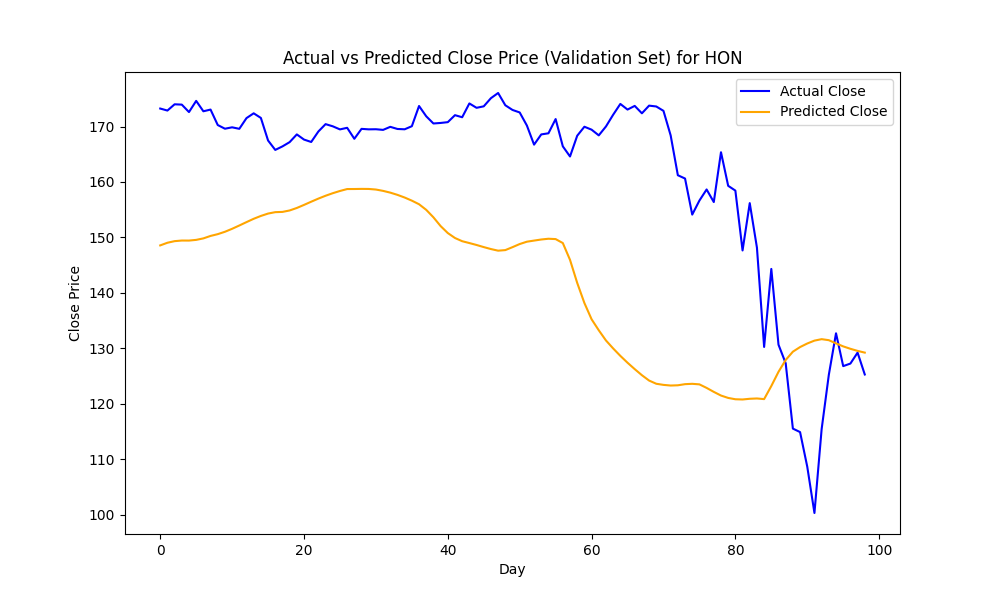 Actual vs Predicted Close Price (Validation Set) for HON
Actual Close
Predicted Close
Close Price
170
160
150
140
130
120
110
100
0 20 40 60 80 100
Day